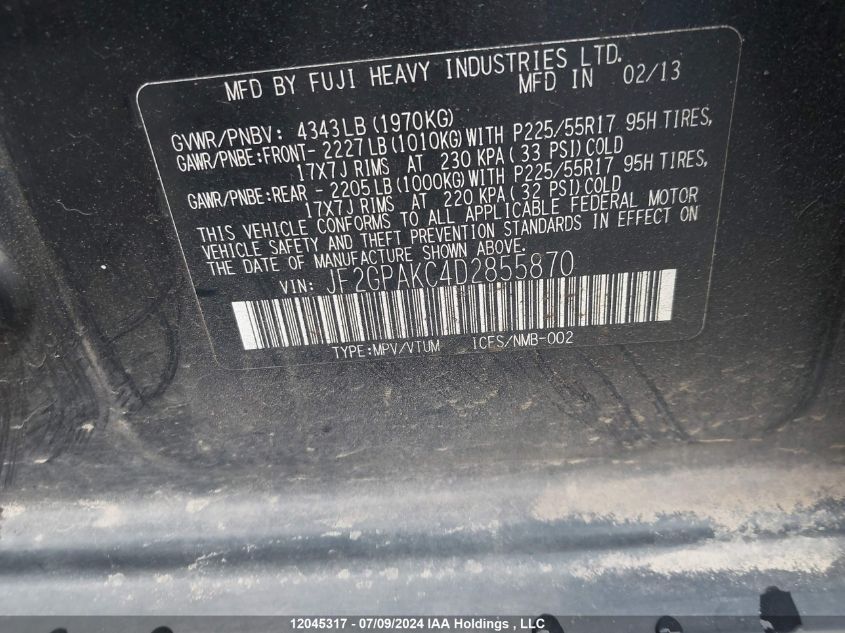 MFD BY FUJI HEAVY INDUSTRIES LTD.
MFD IN 02/13
GVWR/PNBV: 4343LB(1970KG)
GAWR/PNBE:FRONT- 2227LB(1010KG)WITH P225/55R17 95H TIRES,
17X7J RIMS AT 230 KPA(33 PSI)COLD
GAWR/PNBE:REAR - 2205LB(1000KG)WITH P225/55R17 95H TIRES,
17X7J RIMS AT 220 KPA(32 PSI)COLD
THIS VEHICLE CONFORMS TO ALL APPLICABLE FEDERAL MOTOR
VEHICLE SAFETY AND THEFT PREVENTION STANDARDS IN EFFECT ON
THE DATE OF MANUFACTURE SHOWN ABOVE.
VIN: JF2GPAKC4D2855870
TYPE:MPV/VTUM ICFS/NMB-002
12045317 - 07/09/2024 IAA Holdings , LLC